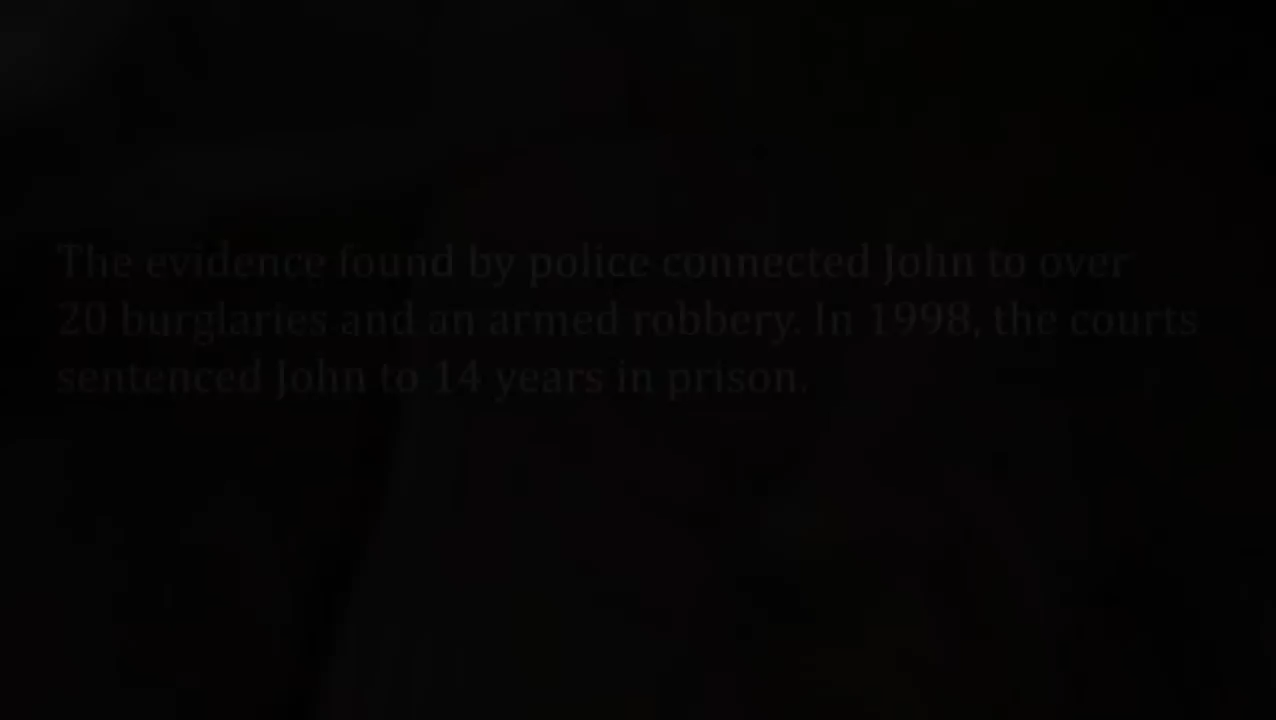 The evidence found by police connected John to over
20 burglaries and an armed robbery. In 1998, the courts
sentenced John to 14 years in prison.